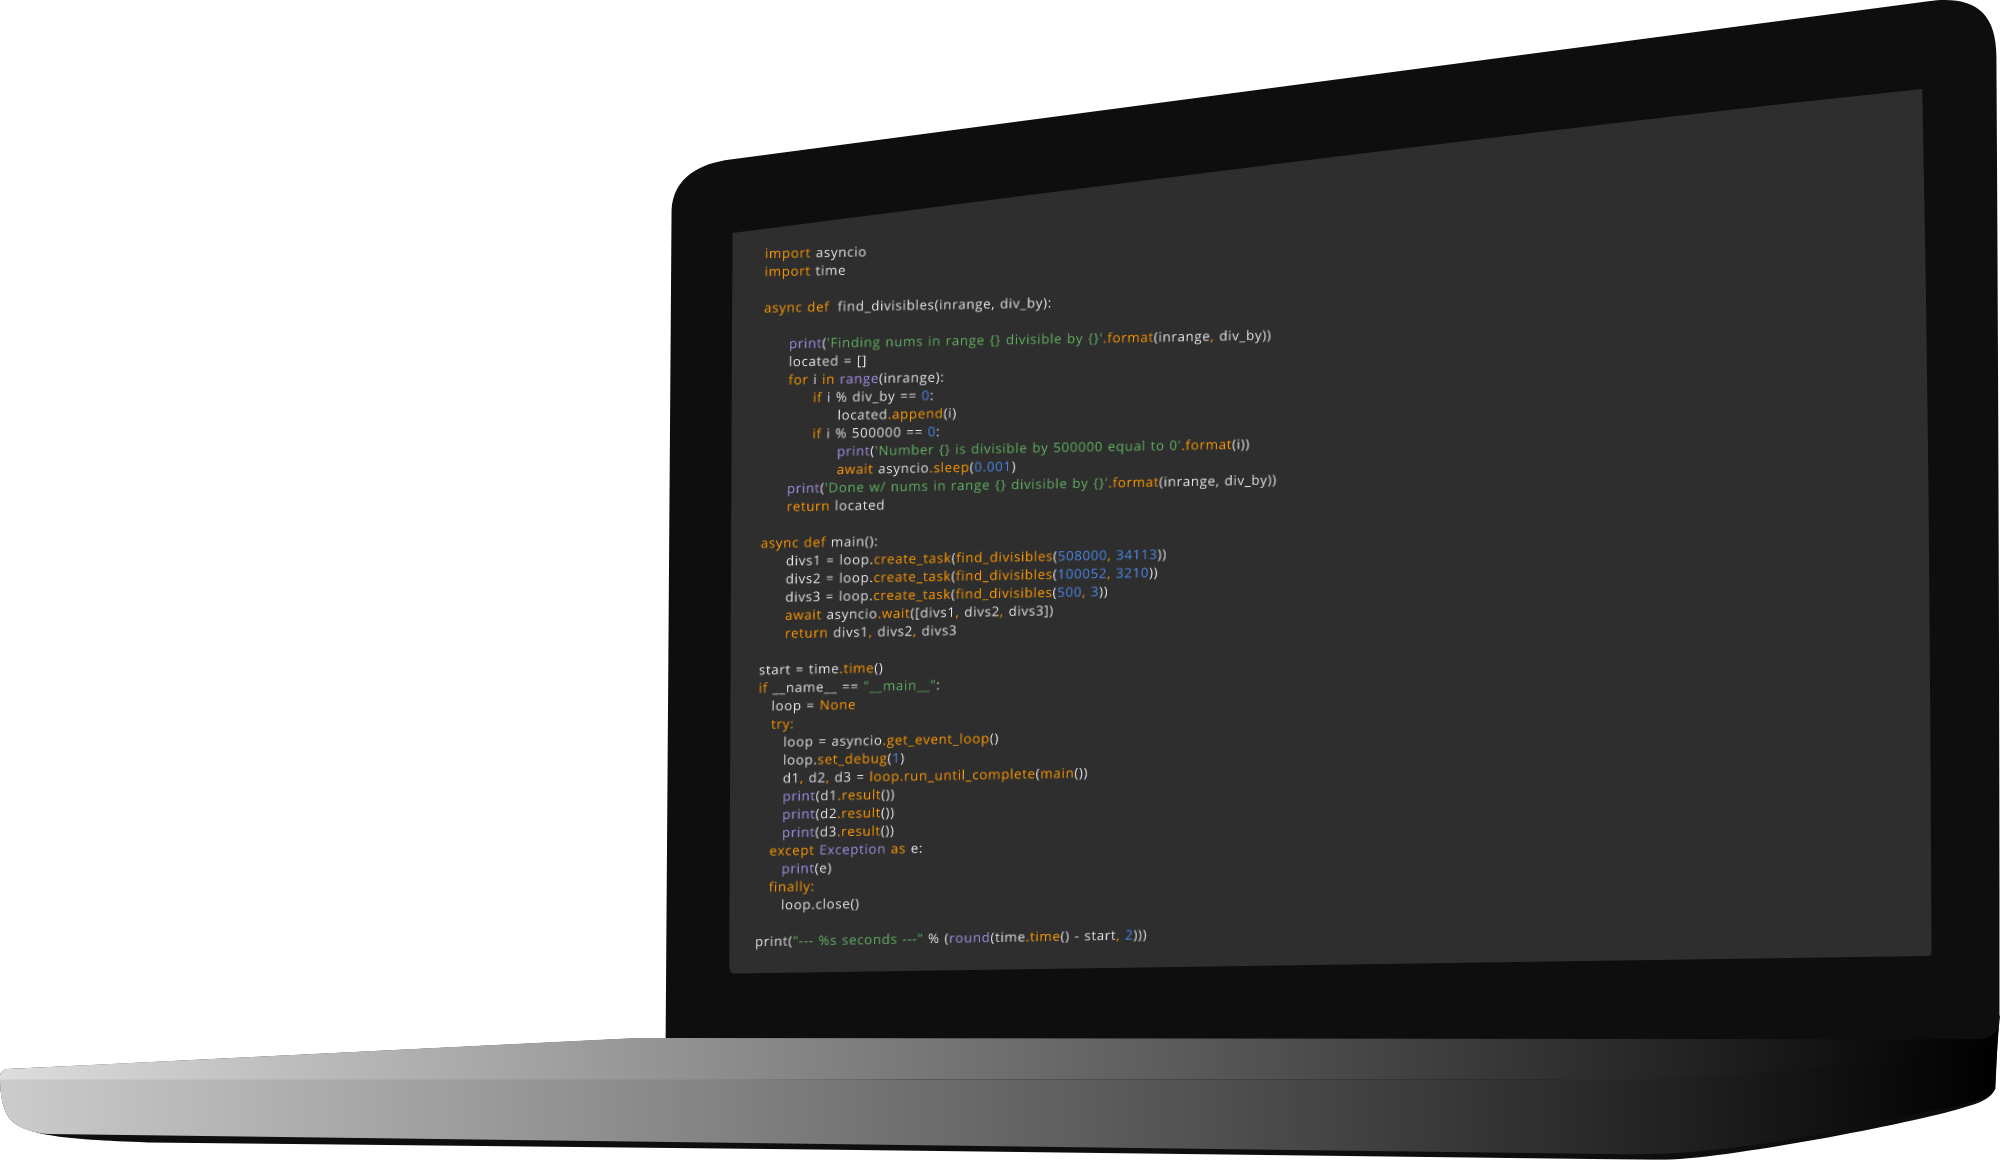 import asyncio
import time
async def find_divisibles(inrange, div_by):
print('Finding nums in range {} divisible by {}'.format(inrange, div_by))
located = []
for i in range(inrange):
if i % div_by == 0:
located.append(i)
if i % 500000 == 0:
print('Number {} is divisible by 500000 equal to 0'.format(i))
await asyncio.sleep(0.001)
print('Done w/ nums in range {} divisible by {}'.format(inrange, div_by))
return located
async def main():
divs1 = loop.create_task(find_divisibles(508000, 34113))
divs2 = loop.create_task(find_divisibles(100052, 3210))
divs3 = loop.create_task(find_divisibles(500, 3))
await asyncio.wait([divs1, divs2, divs3])
return divs1, divs2, divs3
start = time.time()
if __name__ == "__main__":
loop = None
try:
loop = asyncio.get_event_loop()
loop.set_debug(1)
d1, d2, d3 = loop.run_until_complete(main())
print(d1.result())
print(d2.result())
print(d3.result())
except Exception as e:
print(e)
finally:
loop.close()
print("--- %s seconds ---" % (round(time.time() - start, 2)))